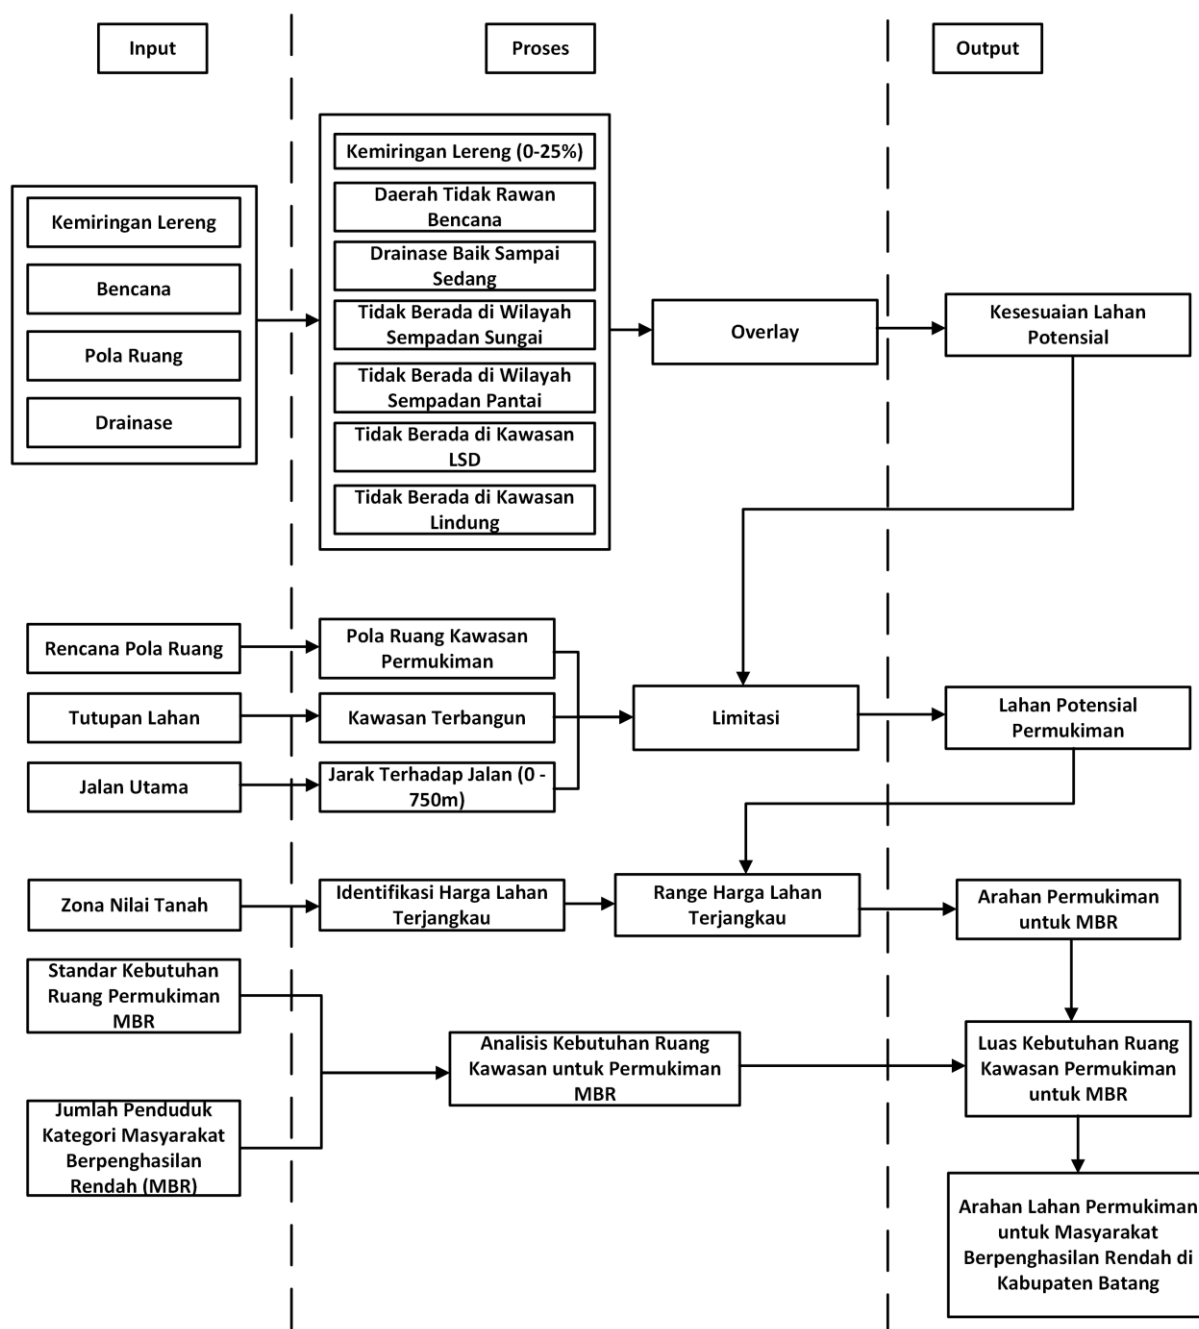 Input
Proses
Output
Kemiringan Lereng
Bencana
Pola Ruang
Drainase
Kemiringan Lereng (0-25%)
Daerah Tidak Rawan
Bencana
Drainase Baik Sampai
Sedang
Tidak Berada di Wilayah
Sempadan Sungai
Tidak Berada di Wilayah
Sempadan Pantai
Tidak Berada di Kawasan
LSD
Tidak Berada di Kawasan
Lindung
Overlay
Kesesuaian Lahan
Potensial
Rencana Pola Ruang
Pola Ruang Kawasan
Permukiman
Tutupan Lahan
Kawasan Terbangun
Jalan Utama
Jarak Terhadap Jalan (0 -
750m)
Limitasi
Lahan Potensial
Permukiman
Zona Nilai Tanah
Identifikasi Harga Lahan
Terjangkau
Range Harga Lahan
Terjangkau
Arahan Permukiman
untuk MBR
Standar Kebutuhan
Ruang Permukiman
MBR
Jumlah Penduduk
Kategori Masyarakat
Berpenghasilan
Rendah (MBR)
Analisis Kebutuhan Ruang
Kawasan untuk Permukiman
MBR
Luas Kebutuhan Ruang
Kawasan Permukiman
untuk MBR
Arahan Lahan Permukiman
untuk Masyarakat
Berpenghasilan Rendah di
Kabupaten Batang